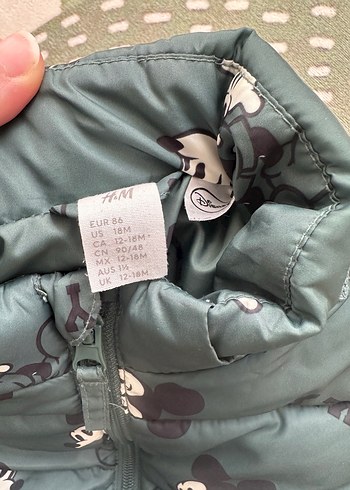 H&M
EUR 86
US 18M
CA 12-18M
CN 90/48
MX 12-18M
AUS 1½
UK 12-18M
Disney